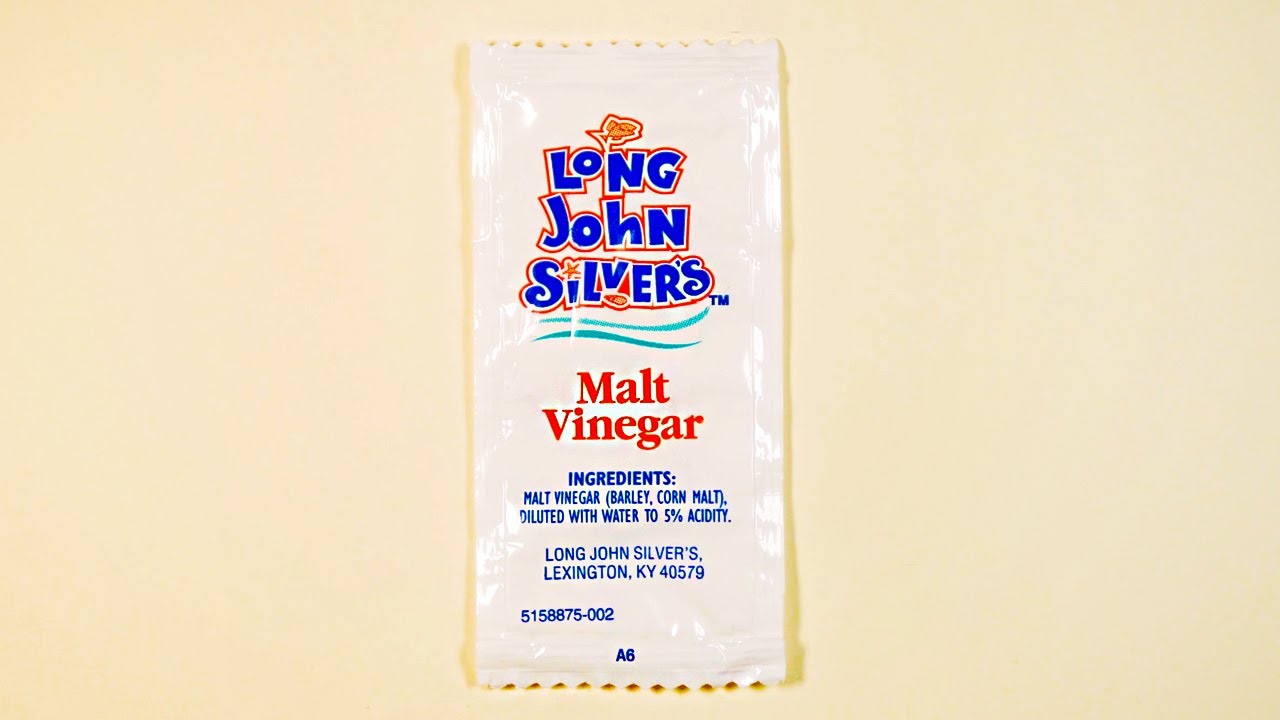 LONG
JOHN
SILVER'S™
Malt
Vinegar
INGREDIENTS:
MALT VINEGAR (BARLEY, CORN MALT),
DILUTED WITH WATER TO 5% ACIDITY.
LONG JOHN SILVER'S,
LEXINGTON, KY 40579
5158875-002
A6